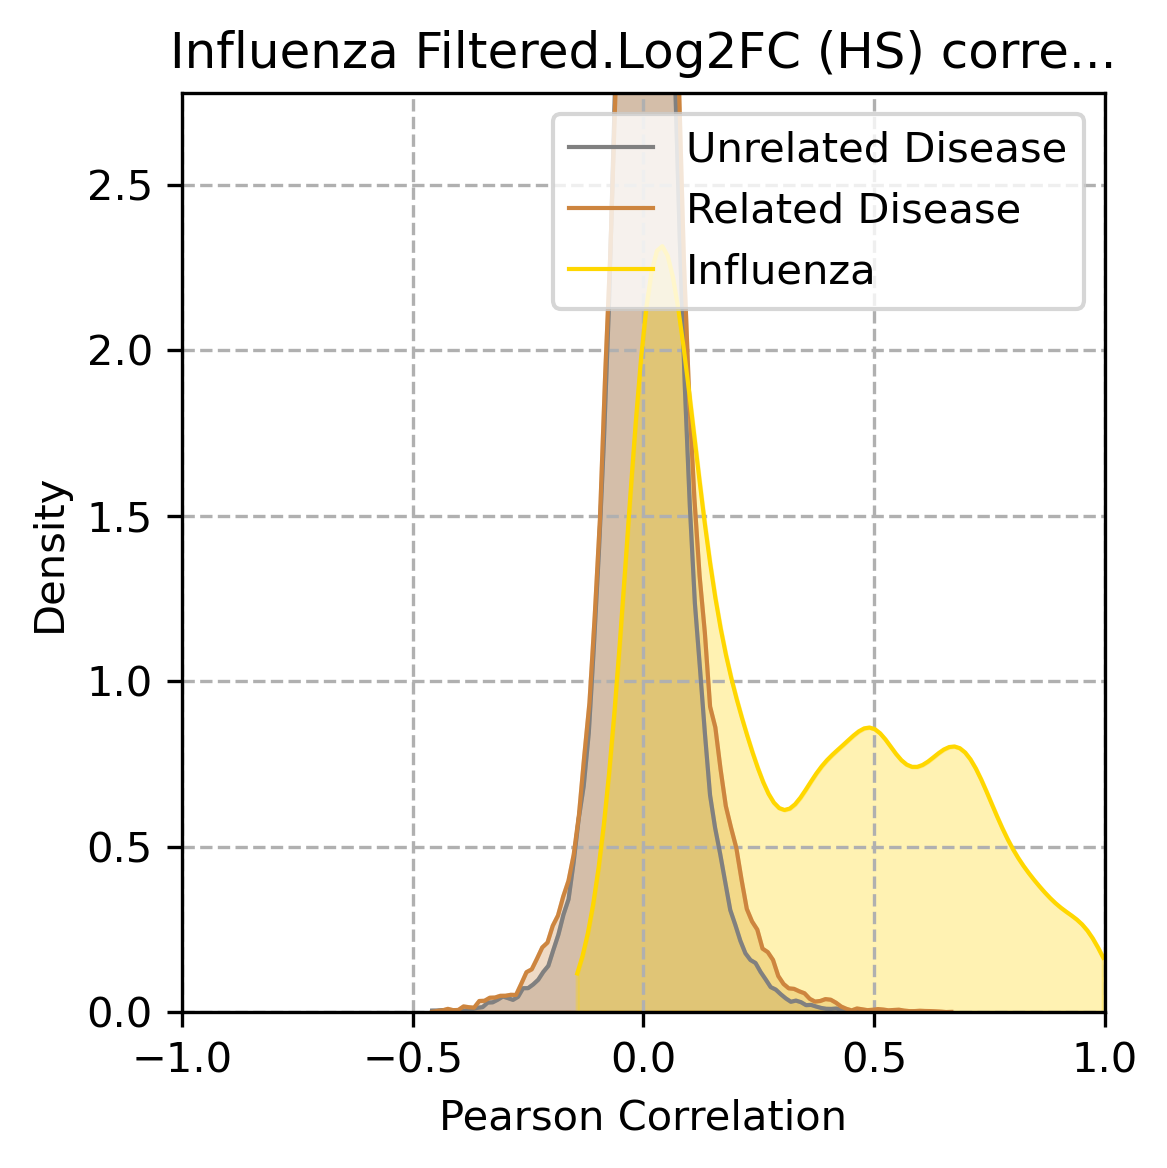 Influenza Filtered.Log2FC (HS) corre...
Unrelated Disease
Related Disease
Influenza
2.5
2.0
1.5
1.0
0.5
0.0
Density
−1.0
−0.5
0.0
0.5
1.0
Pearson Correlation